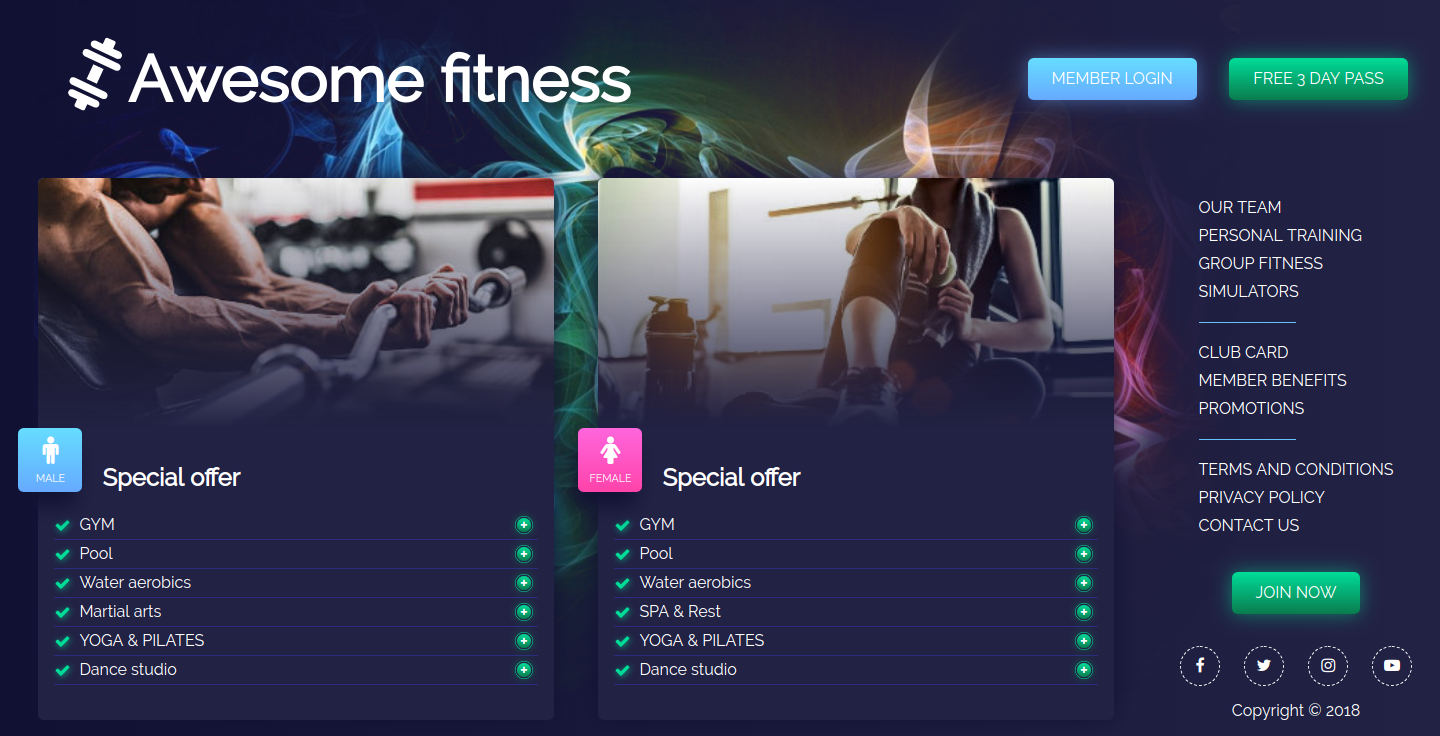 Awesome fitness
MEMBER LOGIN
FREE 3 DAY PASS
MALE
Special offer
GYM
Pool
Water aerobics
Martial arts
YOGA & PILATES
Dance studio
FEMALE
Special offer
GYM
Pool
Water aerobics
SPA & Rest
YOGA & PILATES
Dance studio
OUR TEAM
PERSONAL TRAINING
GROUP FITNESS
SIMULATORS
CLUB CARD
MEMBER BENEFITS
PROMOTIONS
TERMS AND CONDITIONS
PRIVACY POLICY
CONTACT US
JOIN NOW
Copyright © 2018